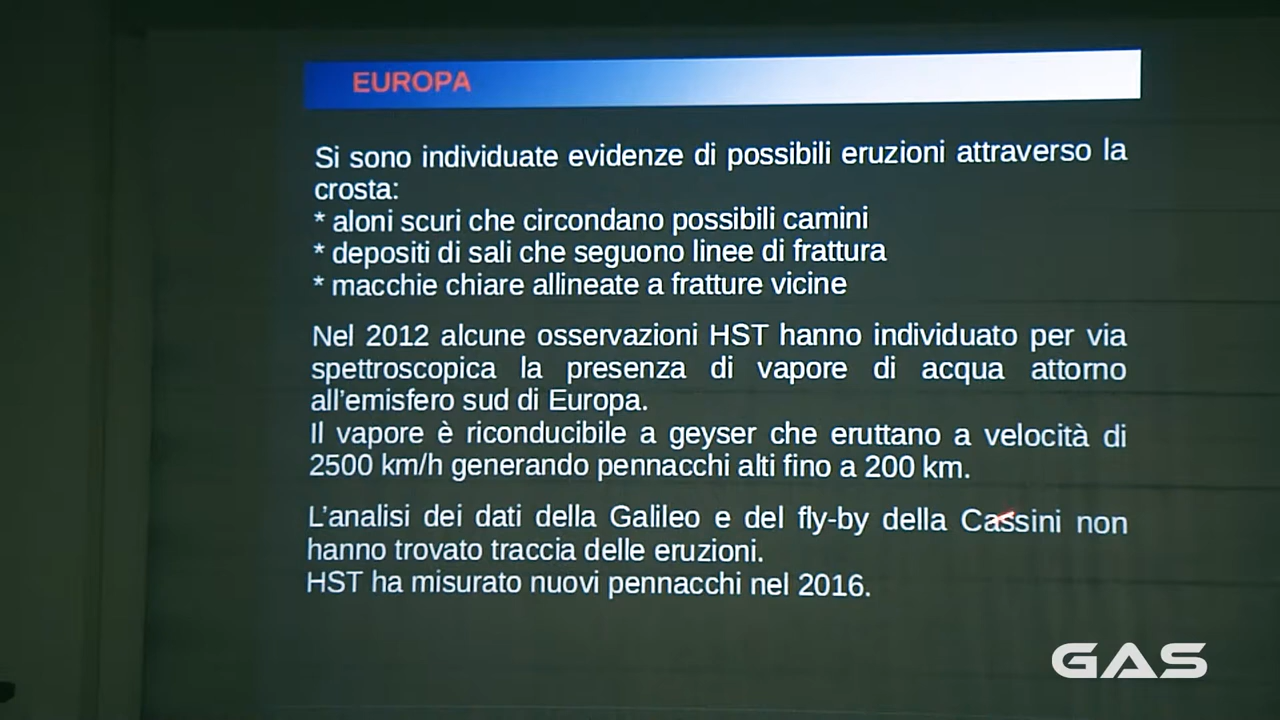 EUROPA
Si sono individuate evidenze di possibili eruzioni attraverso la
crosta:
* aloni scuri che circondano possibili camini
* depositi di sali che seguono linee di frattura
* macchie chiare allineate a fratture vicine
Nel 2012 alcune osservazioni HST hanno individuato per via
spettroscopica la presenza di vapore di acqua attorno
all'emisfero sud di Europa.
Il vapore è riconducibile a geyser che eruttano a velocità di
2500 km/h generando pennacchi alti fino a 200 km.
L'analisi dei dati della Galileo e del fly-by della Cassini non
hanno trovato traccia delle eruzioni.
HST ha misurato nuovi pennacchi nel 2016.
GAS